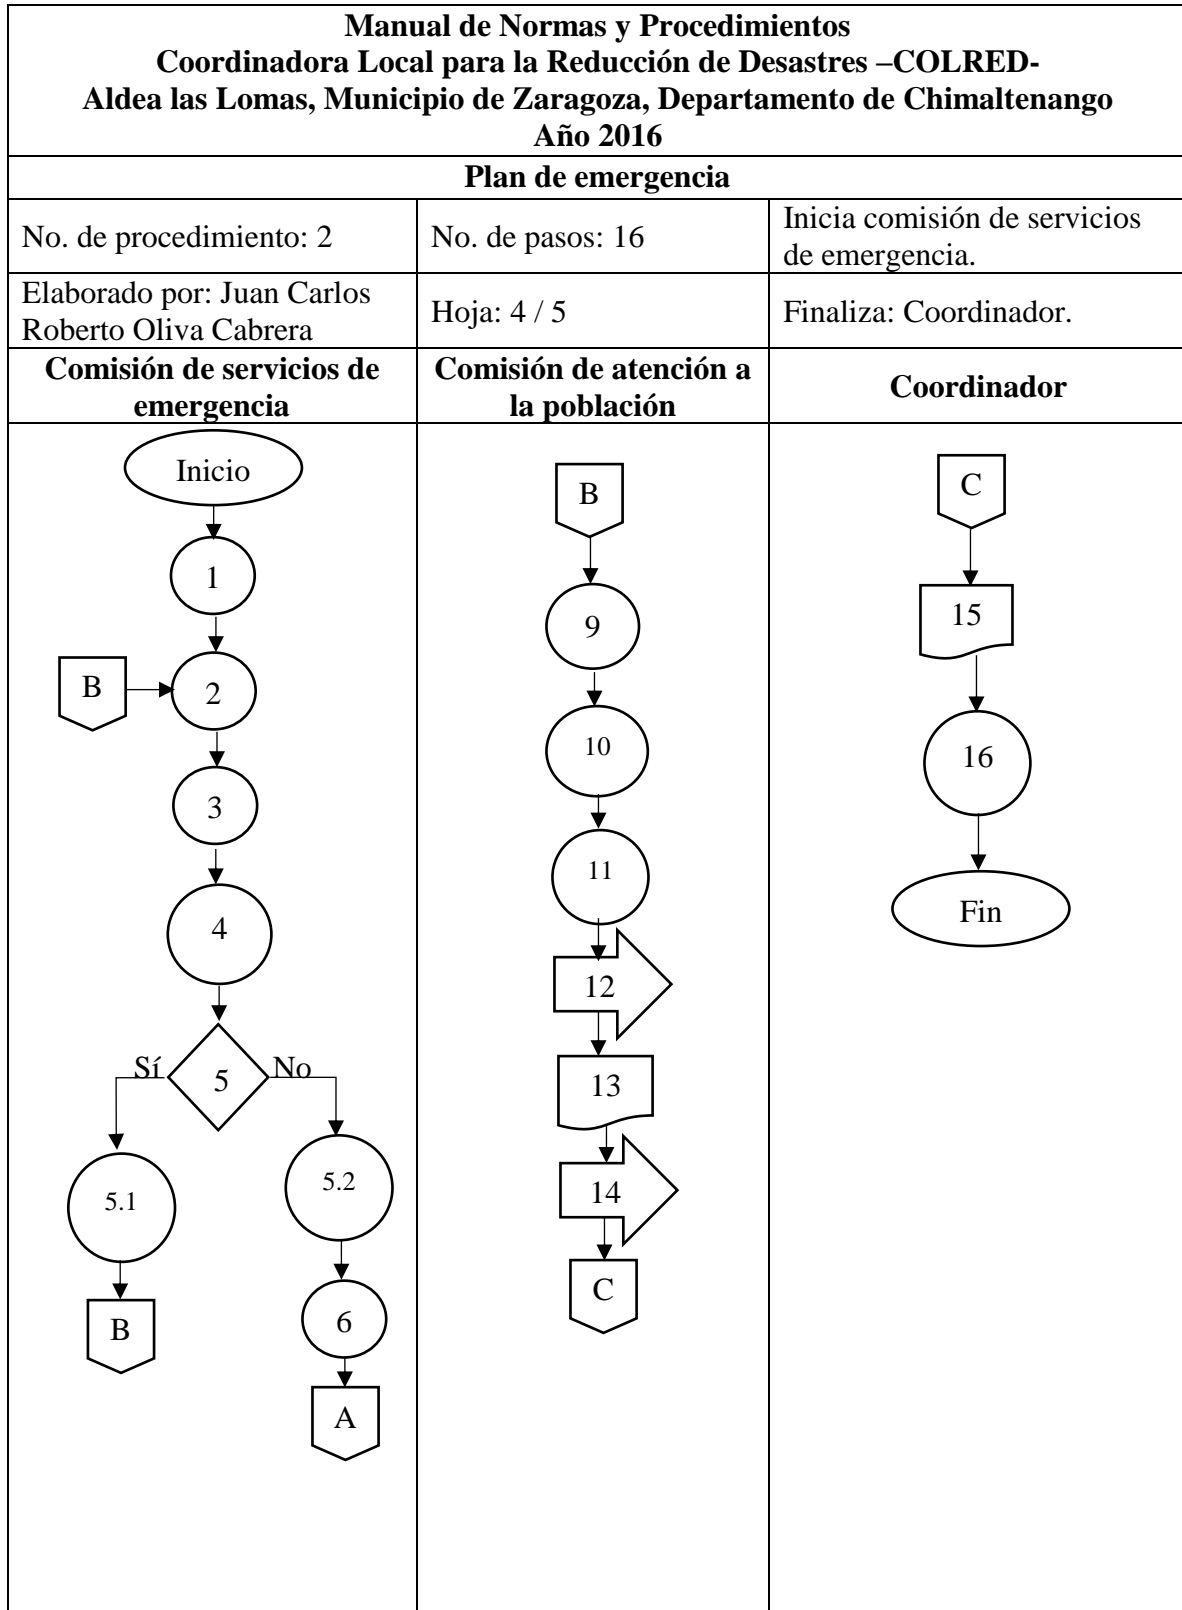 Manual de Normas y Procedimientos
Coordinadora Local para la Reducción de Desastres –COLRED-
Aldea las Lomas, Municipio de Zaragoza, Departamento de Chimaltenango
Año 2016
Plan de emergencia
No. de procedimiento: 2
No. de pasos: 16
Inicia comisión de servicios
de emergencia.
Elaborado por: Juan Carlos
Roberto Oliva Cabrera
Hoja: 4 / 5
Finaliza: Coordinador.
Comisión de servicios de
emergencia
Comisión de atención a
la población
Coordinador
Inicio
1
B
2
3
4
Sí
5
No
5.1
5.2
B
6
A
B
9
10
11
12
13
14
C
C
15
16
Fin